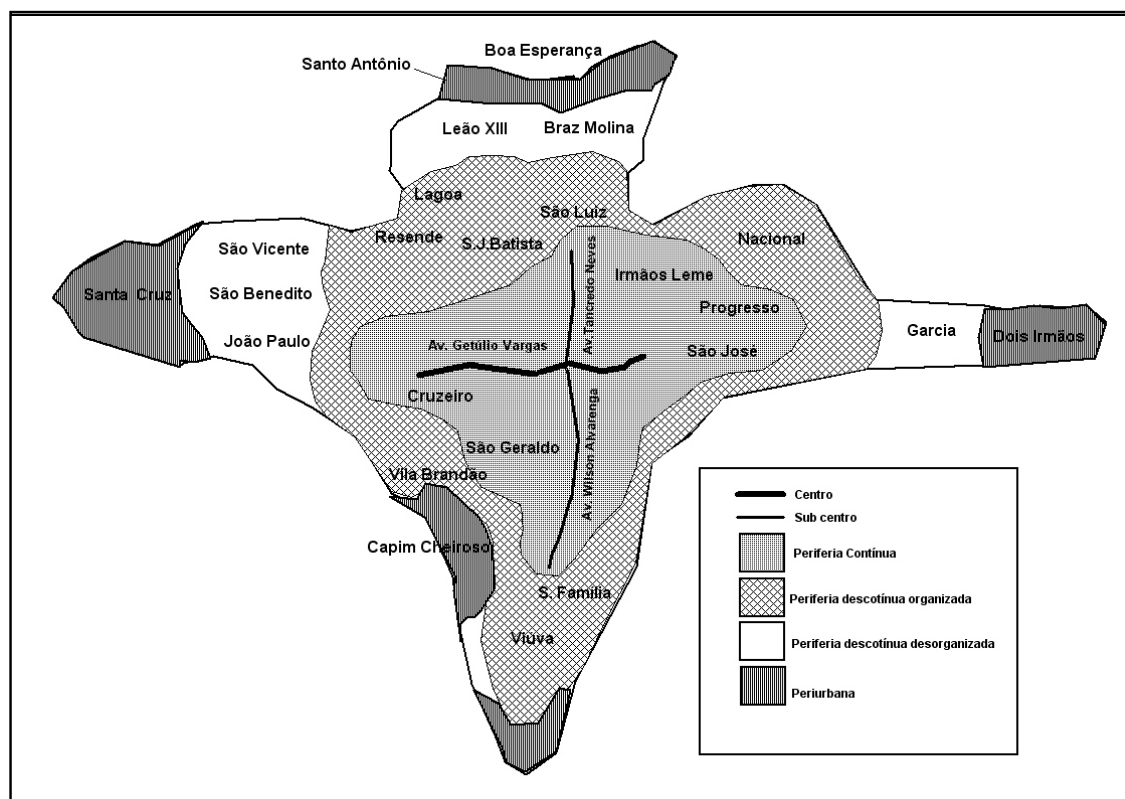 Boa Esperança
Santo Antônio
Leão XIII
Braz Molina
Lagoa
São Luiz
Resende
S.J.Batista
Nacional
São Vicente
Irmãos Leme
Santa Cruz
São Benedito
Av. Tancredo Neves
Progresso
João Paulo
Av. Getúlio Vargas
São José
Garcia
Dois Irmãos
Cruzeiro
São Geraldo
Av. Wilson Alvarenga
Vila Brandão
Capim Cheiroso
S. Família
Viúva
Centro
Sub centro
Periferia Contínua
Periferia descotínua organizada
Periferia descotínua desorganizada
Periurbana